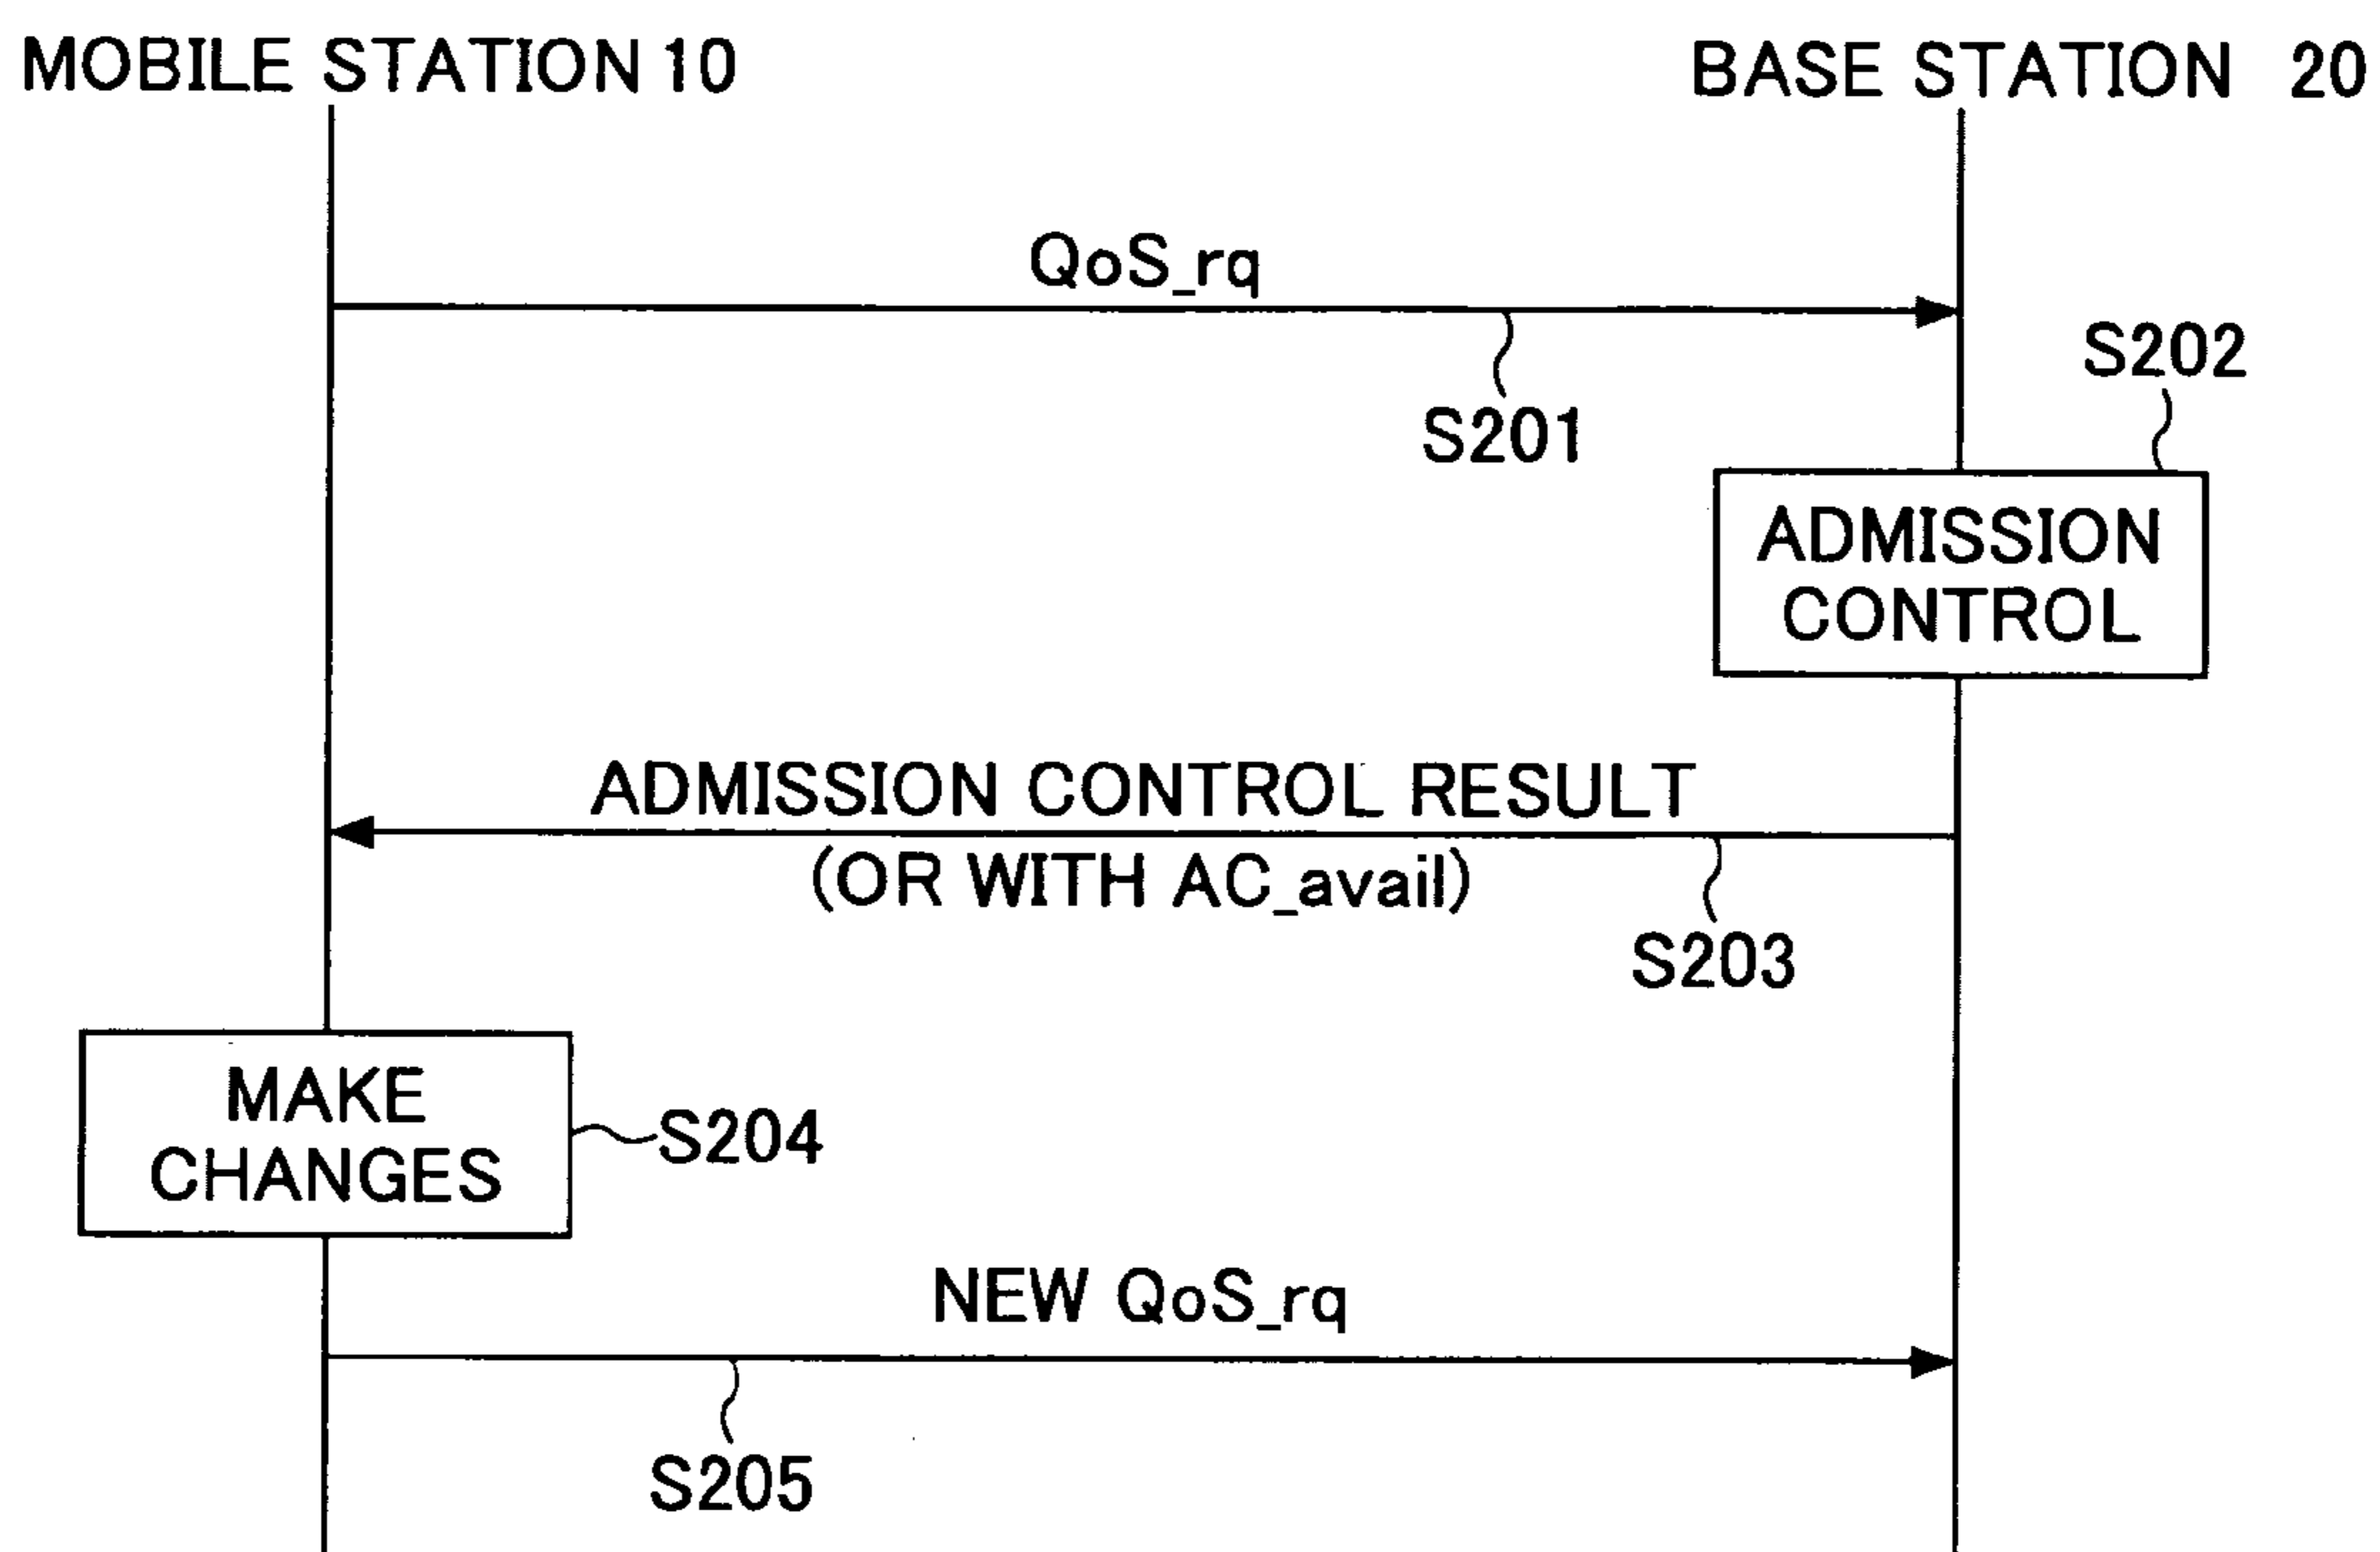 MOBILE STATION 10
BASE STATION 20
QoS_rq
S201
S202
ADMISSION
CONTROL
ADMISSION CONTROL RESULT
(OR WITH AC_avail)
S203
MAKE
CHANGES
S204
NEW QoS_rq
S205